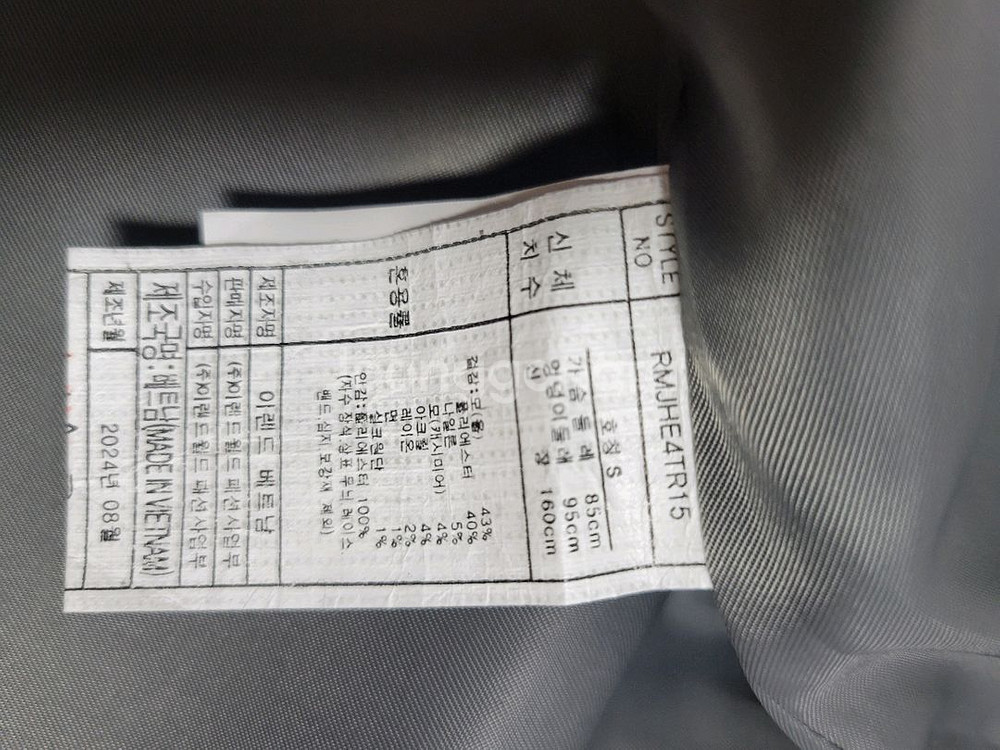 STYLE NO RMJHE4TR15
신체치수 호칭 S
가슴둘레 85cm
엉덩이둘레 95cm
신장 160cm
혼용률 겉감:모(울) 43%
폴리에스터 40%
나일론 5%
모(캐시미어) 4%
아크릴 4%
레이온 2%
면 1%
실크원단 1%
안감:폴리에스터 100%
(자수 장식 상표 무늬 레이스,
밴드 심지 보강재 제외)
제조자명 이랜드 베트남
판매자명 (주)이랜드월드 패션사업부
수입자명 (주)이랜드월드 패션사업부
제조국명:베트남(MADE IN VIETNAM)
제조년월 2024년 08월